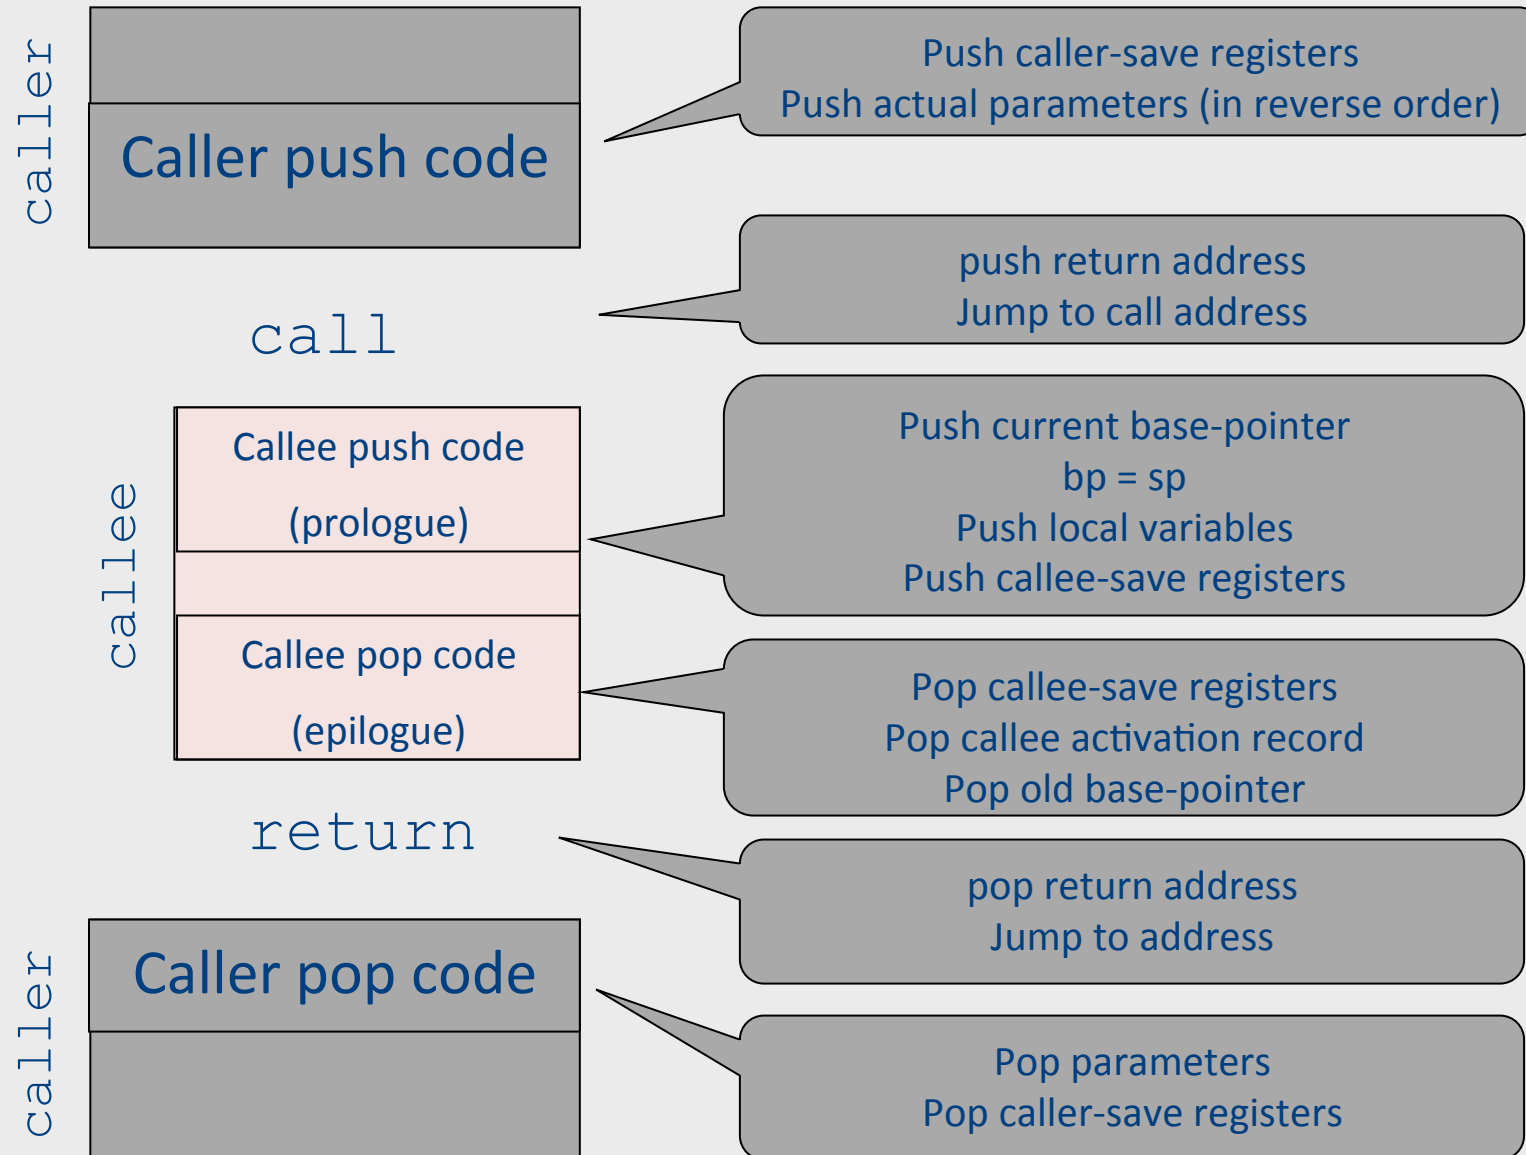 caller
Caller push code
Push caller-save registers
Push actual parameters (in reverse order)
call
push return address
Jump to call address
callee
Callee push code
(prologue)
Push current base-pointer
bp = sp
Push local variables
Push callee-save registers
Callee pop code
(epilogue)
Pop callee-save registers
Pop callee activation record
Pop old base-pointer
return
pop return address
Jump to address
caller
Caller pop code
Pop parameters
Pop caller-save registers